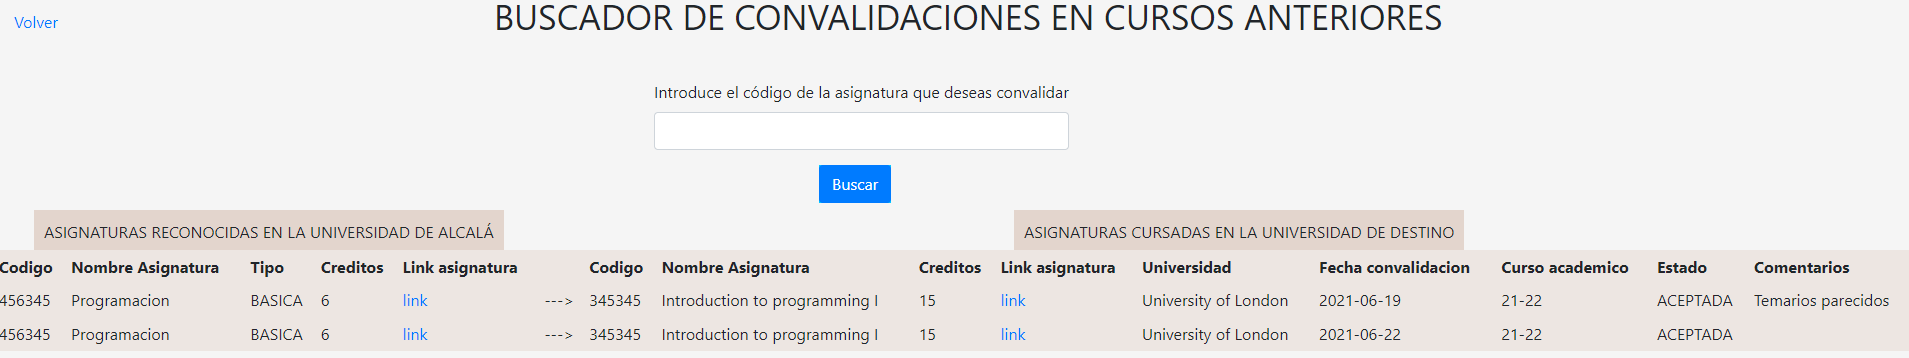 Volver
BUSCADOR DE CONVALIDACIONES EN CURSOS ANTERIORES
Introduce el código de la asignatura que deseas convalidar
Buscar
ASIGNATURAS RECONOCIDAS EN LA UNIVERSIDAD DE ALCALÁ ASIGNATURAS CURSADAS EN LA UNIVERSIDAD DE DESTINO
Codigo Nombre Asignatura Tipo Creditos Link asignatura Codigo Nombre Asignatura Creditos Link asignatura Universidad Fecha convalidacion Curso academico Estado Comentarios
456345 Programacion BASICA 6 link ---> 345345 Introduction to programming I 15 link University of London 2021-06-19 21-22 ACEPTADA Temarios parecidos
456345 Programacion BASICA 6 link ---> 345345 Introduction to programming I 15 link University of London 2021-06-22 21-22 ACEPTADA